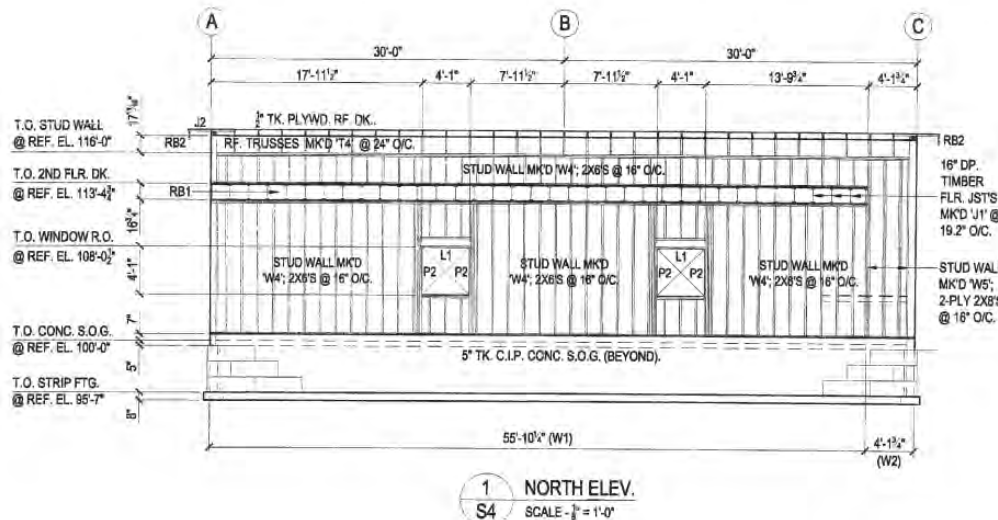 A
B
C
30'-0"
30'-0"
17'-11½"
4'-1"
7'-11½"
7'-11½"
4'-1"
13'-9¾"
4'-1¾"
J2
TK. PLYWD. RF. DK..
T.O. STUD WALL
@ REF. EL. 116'-0"
RB2
RF. TRUSSES MK'D 'T4' @ 24" O/C.
RB2
STUD WALL MK'D 'W4'; 2X6'S @ 16" O/C.
T.O. 2ND FLR. DK.
@ REF. EL. 113'-4¾"
RB1
16" DP.
TIMBER
FLR. JST'S
MK'D 'J1' @
19.2" O/C.
16¾"
T.O. WINDOW R.O.
@ REF. EL. 108'-0½"
4'-1"
L1
P2 P2
L1
P2 P2
STUD WALL MK'D
'W4'; 2X6'S @ 16" O/C.
STUD WALL MK'D
'W4'; 2X6'S @ 16" O/C.
STUD WALL MK'D
'W4'; 2X6'S @ 16" O/C.
STUD WALL
MK'D 'W5';
2-PLY 2X8'S
@ 16" O/C.
7"
T.O. CONC. S.O.G.
@ REF. EL. 100'-0"
5"
5" TK. C.I.P. CONC. S.O.G. (BEYOND).
T.O. STRIP FTG.
@ REF. EL. 95'-7"
8"
55'-10¼" (W1)
4'-1¾"
(W2)
1
S4
NORTH ELEV.
SCALE - = 1'-0"